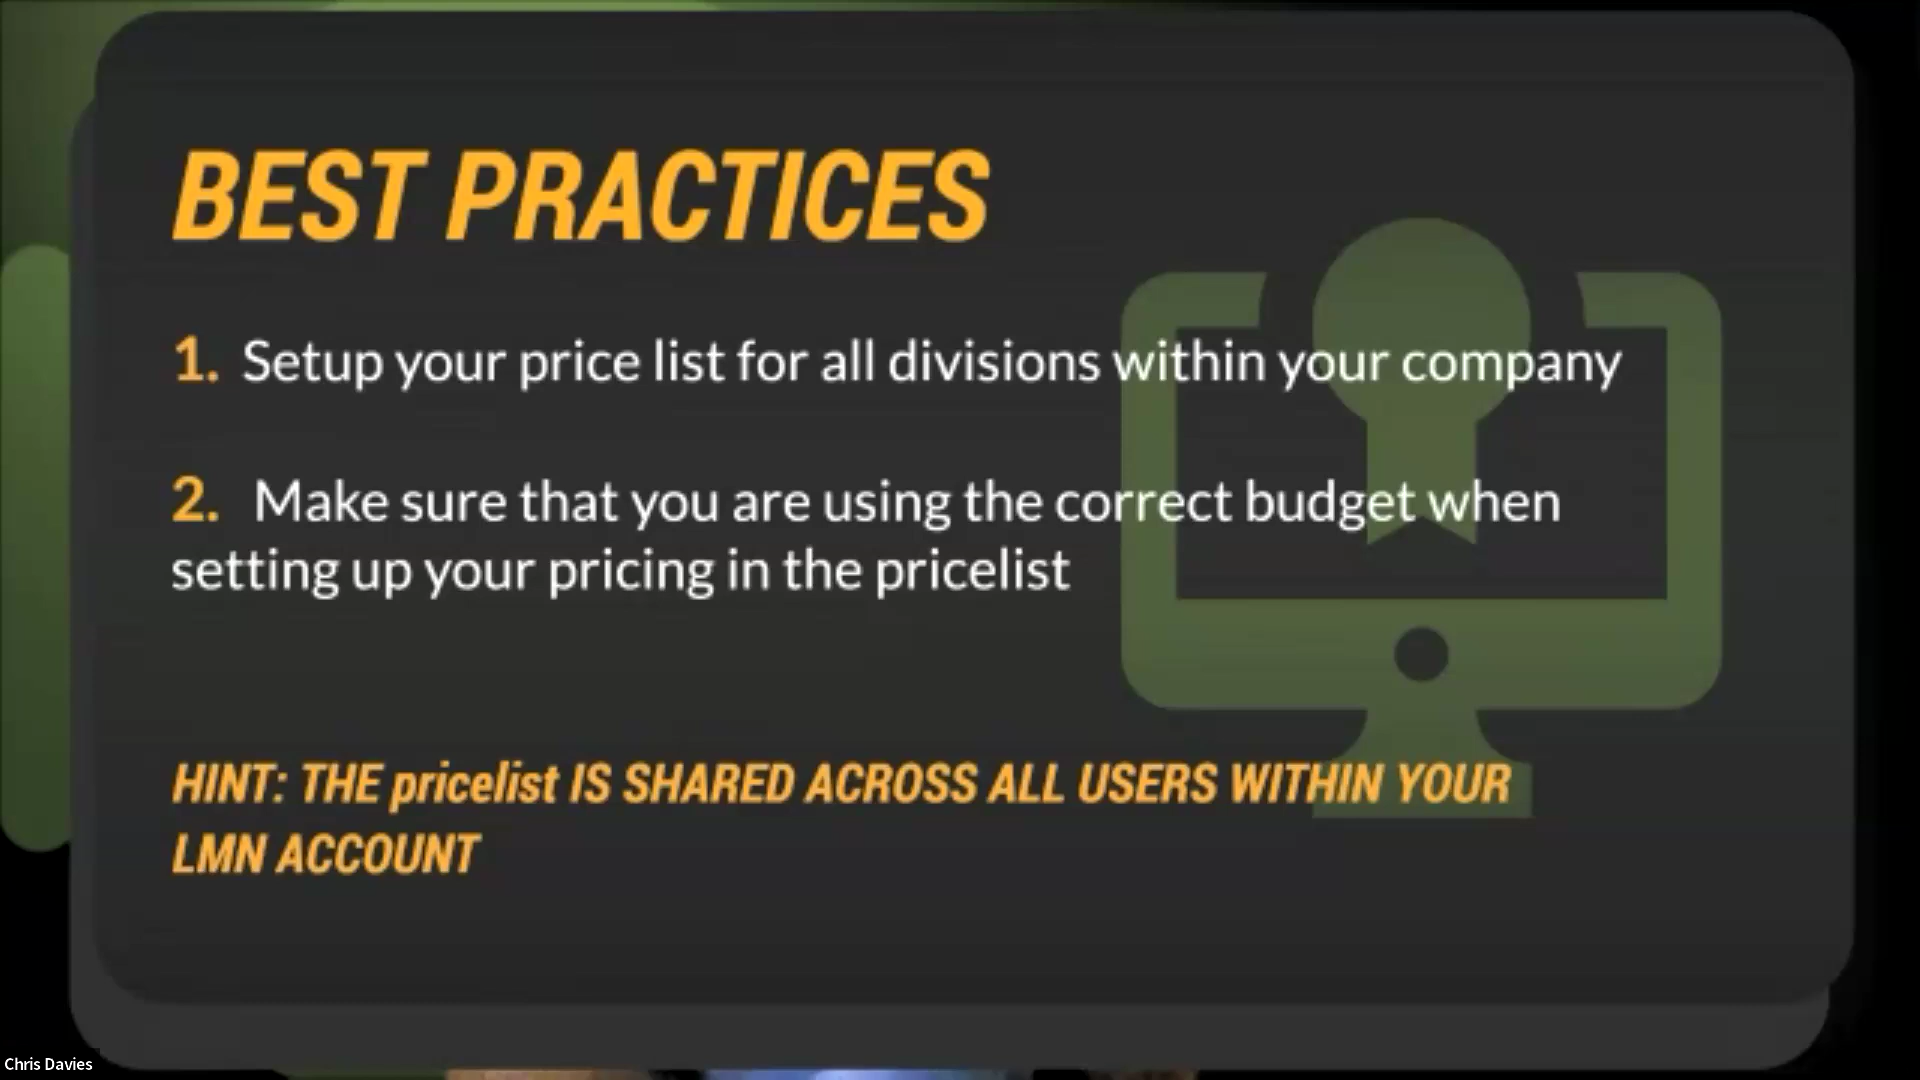 BEST PRACTICES
1. Setup your price list for all divisions within your company
2. Make sure that you are using the correct budget when
setting up your pricing in the pricelist
HINT: THE pricelist IS SHARED ACROSS ALL USERS WITHIN YOUR
LMN ACCOUNT
Chris Davies